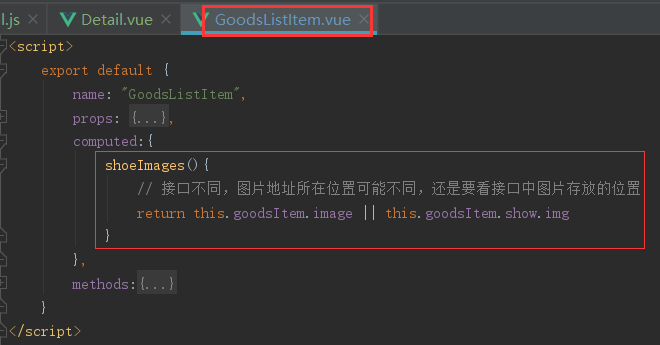 l.js × Detail.vue × GoodsListItem.vue ×
<script>
export default {
name: "GoodsListItem",
props: {...},
computed:{
shoeImages(){
// 接口不同，图片地址所在位置可能不同，还是要看接口中图片存放的位置
return this.goodsItem.image || this.goodsItem.show.img
}
},
methods:{...}
}
</script>